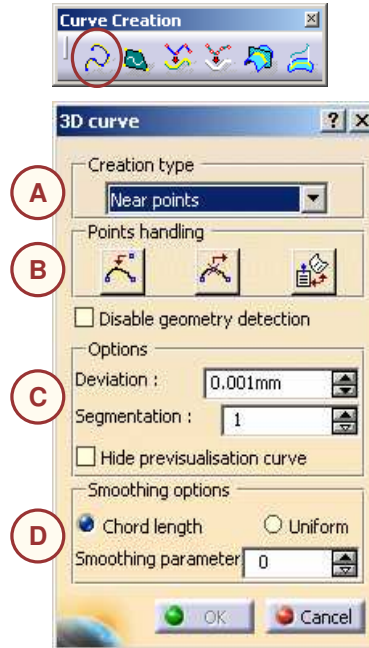 Curve Creation
3D curve
Creation type
A
Near points
Points handling
B
Disable geometry detection
Options
C
Deviation : 0.001mm
Segmentation : 1
Hide previsualisation curve
Smoothing options
D
Chord length Uniform
Smoothing parameter 0
OK Cancel